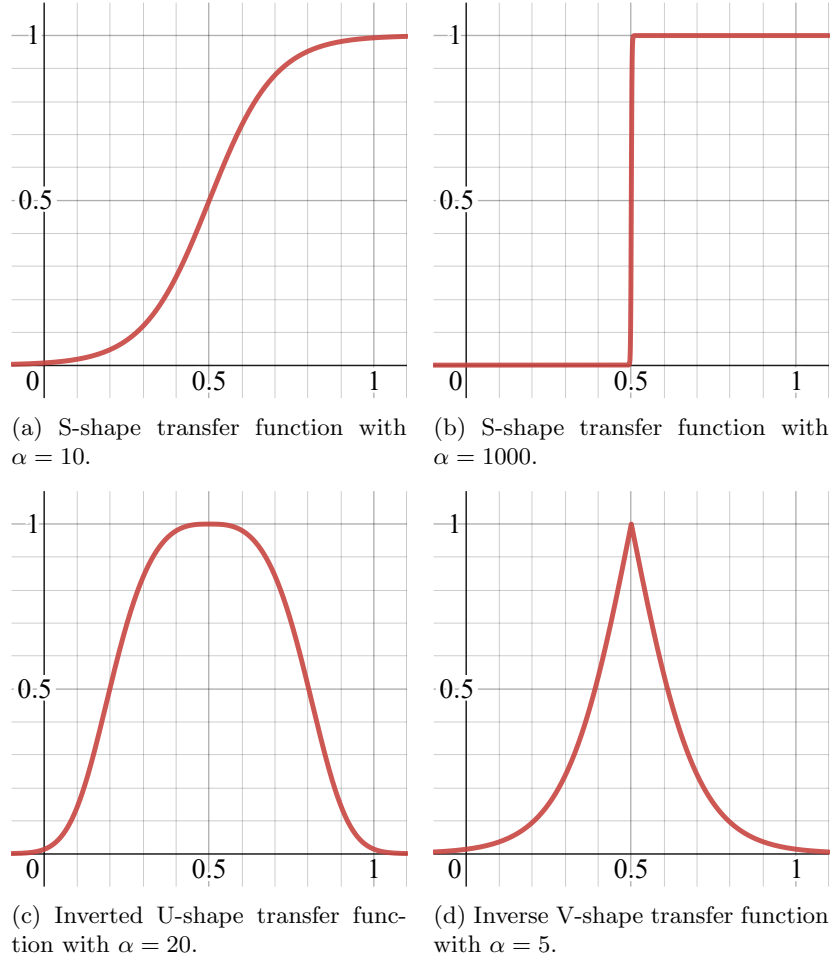 1
0.5
0
0.5
1
(a) S-shape transfer function with
α = 10.
1
0.5
0
0.5
1
(b) S-shape transfer function with
α = 1000.
1
0.5
0
0.5
1
(c) Inverted U-shape transfer func-
tion with α = 20.
1
0.5
0
0.5
1
(d) Inverse V-shape transfer function
with α = 5.